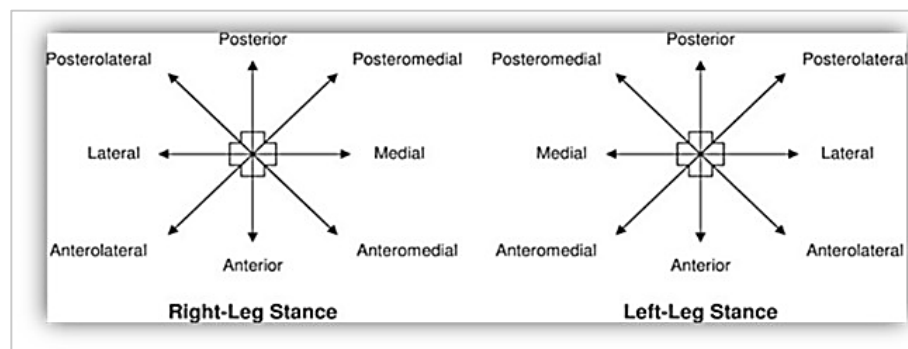 Posterior Posterior
Posterolateral Posteromedial Posteromedial Posterolateral
Lateral Medial Medial Lateral
Anterolateral Anteromedial Anteromedial Anterolateral
Anterior Anterior
Right-Leg Stance Left-Leg Stance